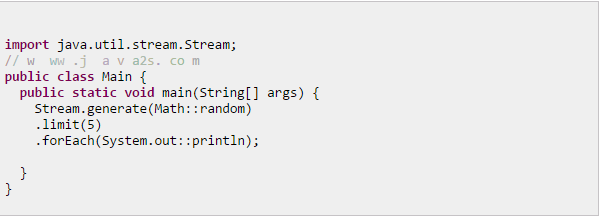 import java.util.stream.Stream;
// w  ww .j  a v a2s. co m
public class Main {
  public static void main(String[] args) {
    Stream.generate(Math::random)
    .limit(5)
    .forEach(System.out::println);
  }
}